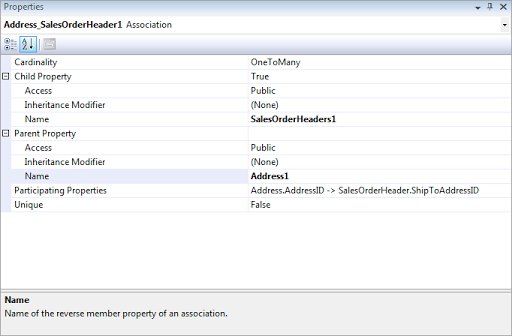 Properties
Address_SalesOrderHeader1 Association
Cardinality OneToMany
Child Property True
Access Public
Inheritance Modifier (None)
Name SalesOrderHeaders1
Parent Property
Access Public
Inheritance Modifier (None)
Name Address1
Participating Properties Address.AddressID -> SalesOrderHeader.ShipToAddressID
Unique False
Name
Name of the reverse member property of an association.